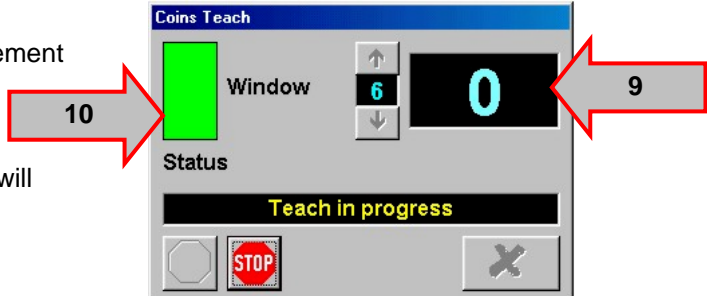 Coins Teach
ement
Window
6
0
9
10
Status
will
Teach in progress
STOP